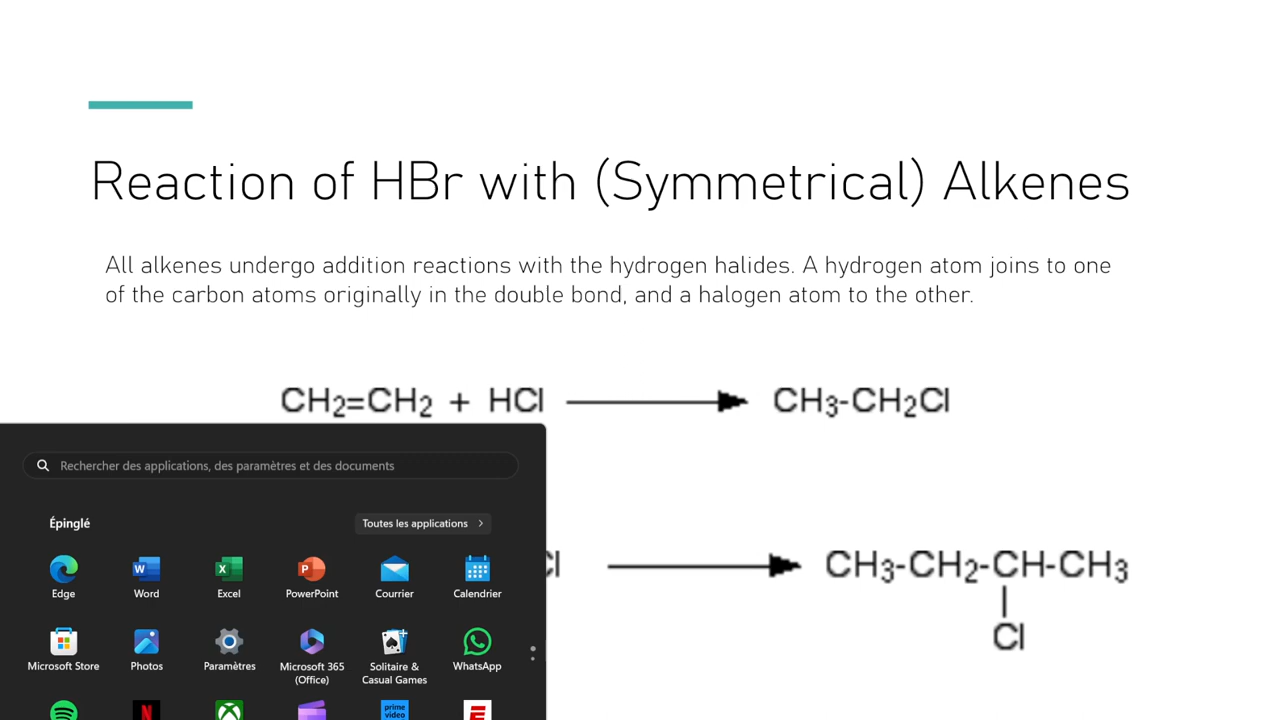 Reaction of HBr with (Symmetrical) Alkenes
All alkenes undergo addition reactions with the hydrogen halides. A hydrogen atom joins to one
of the carbon atoms originally in the double bond, and a halogen atom to the other.
CH2=CH2 + HCl CH3-CH2Cl
Rechercher des applications, des paramètres et des documents
Épinglé Toutes les applications
Edge Word Excel PowerPoint Courrier Calendrier
CH3-CH2-CH-CH3
Cl
Microsoft Store Photos Paramètres Microsoft 365 Solitaire & WhatsApp
(Office) Casual Games
prime
video